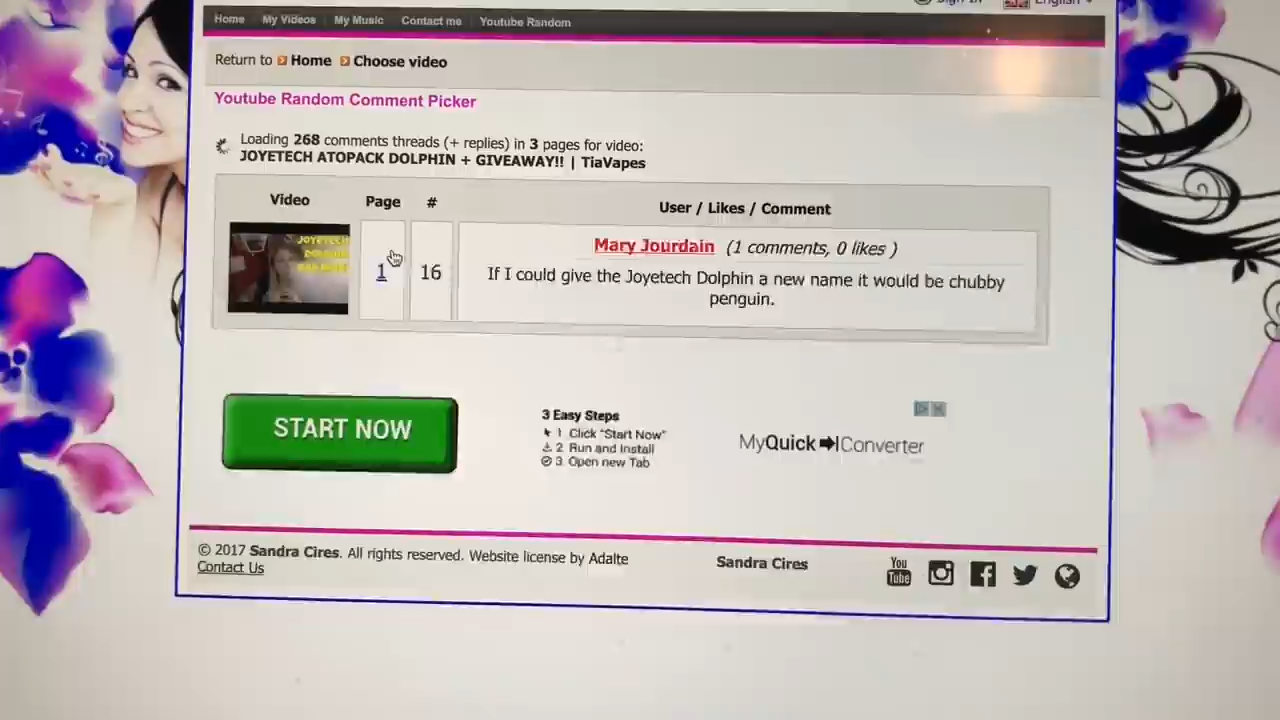 Home My Videos My Music Contact me Youtube Random
Return to Home Choose video
Youtube Random Comment Picker
Loading 268 comments threads (+ replies) in 3 pages for video:
JOYETECH ATOPACK DOLPHIN + GIVEAWAY!! | TiaVapes
Video Page # User / Likes / Comment
JOYETECH
1 16 Mary Jourdain (1 comments, 0 likes )
If I could give the Joyetech Dolphin a new name it would be chubby
penguin.
START NOW
3 Easy Steps
1 Click "Start Now"
2. Run and Install
3. Open new Tab
MyQuick Converter
© 2017 Sandra Cires. All rights reserved. Website license by Adalte
Contact Us
Sandra Cires
You
Tube